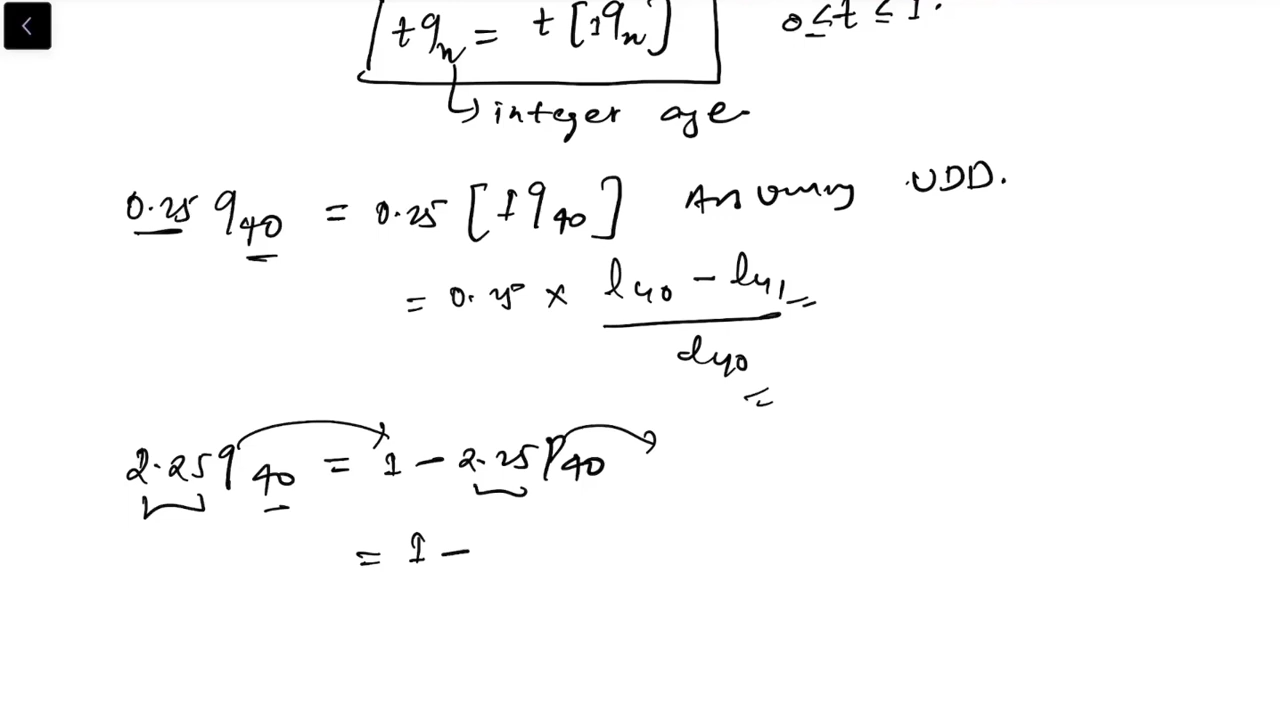 tqx = t [1qx] 0 ≤ t ≤ 1.
↳ integer age
0.25 q40 = 0.25 [1q40] Assuming UDD.
= 0.25 × (l40 - l41) / d40
2.25 q40 = 1 - 2.25 p40
= 1 -